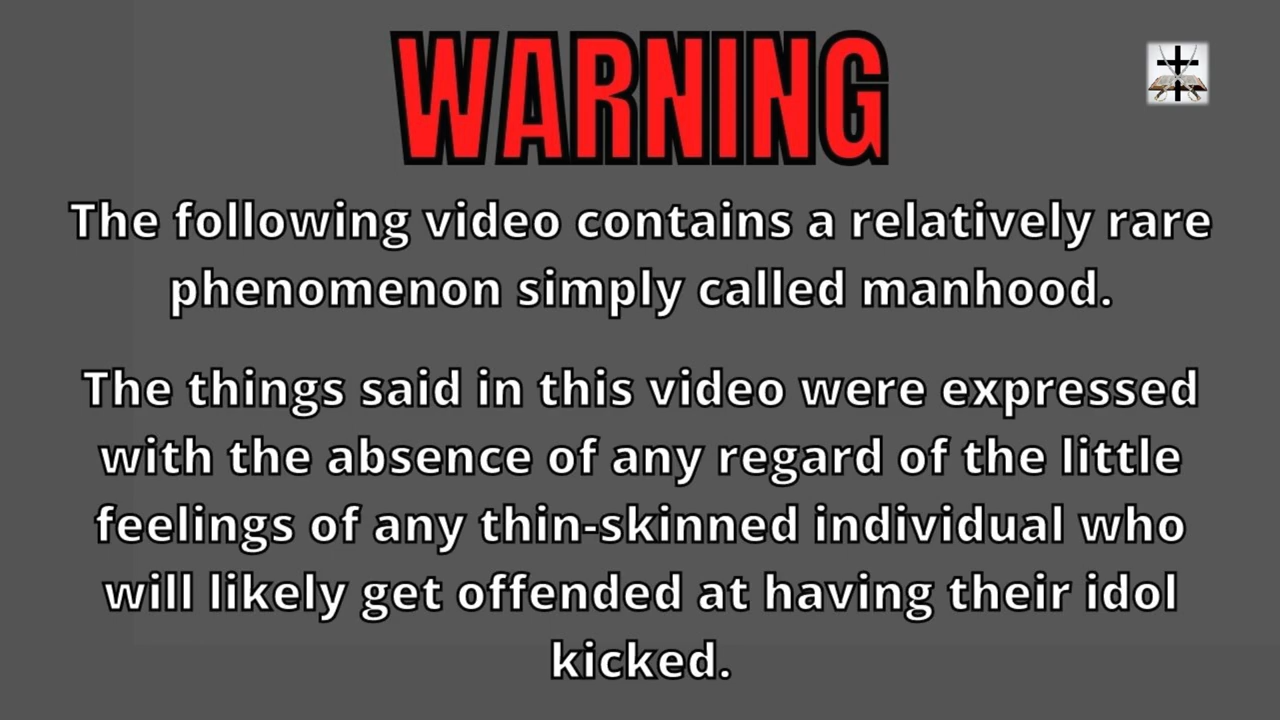 WARNING
The following video contains a relatively rare
phenomenon simply called manhood.
The things said in this video were expressed
with the absence of any regard of the little
feelings of any thin-skinned individual who
will likely get offended at having their idol
kicked.